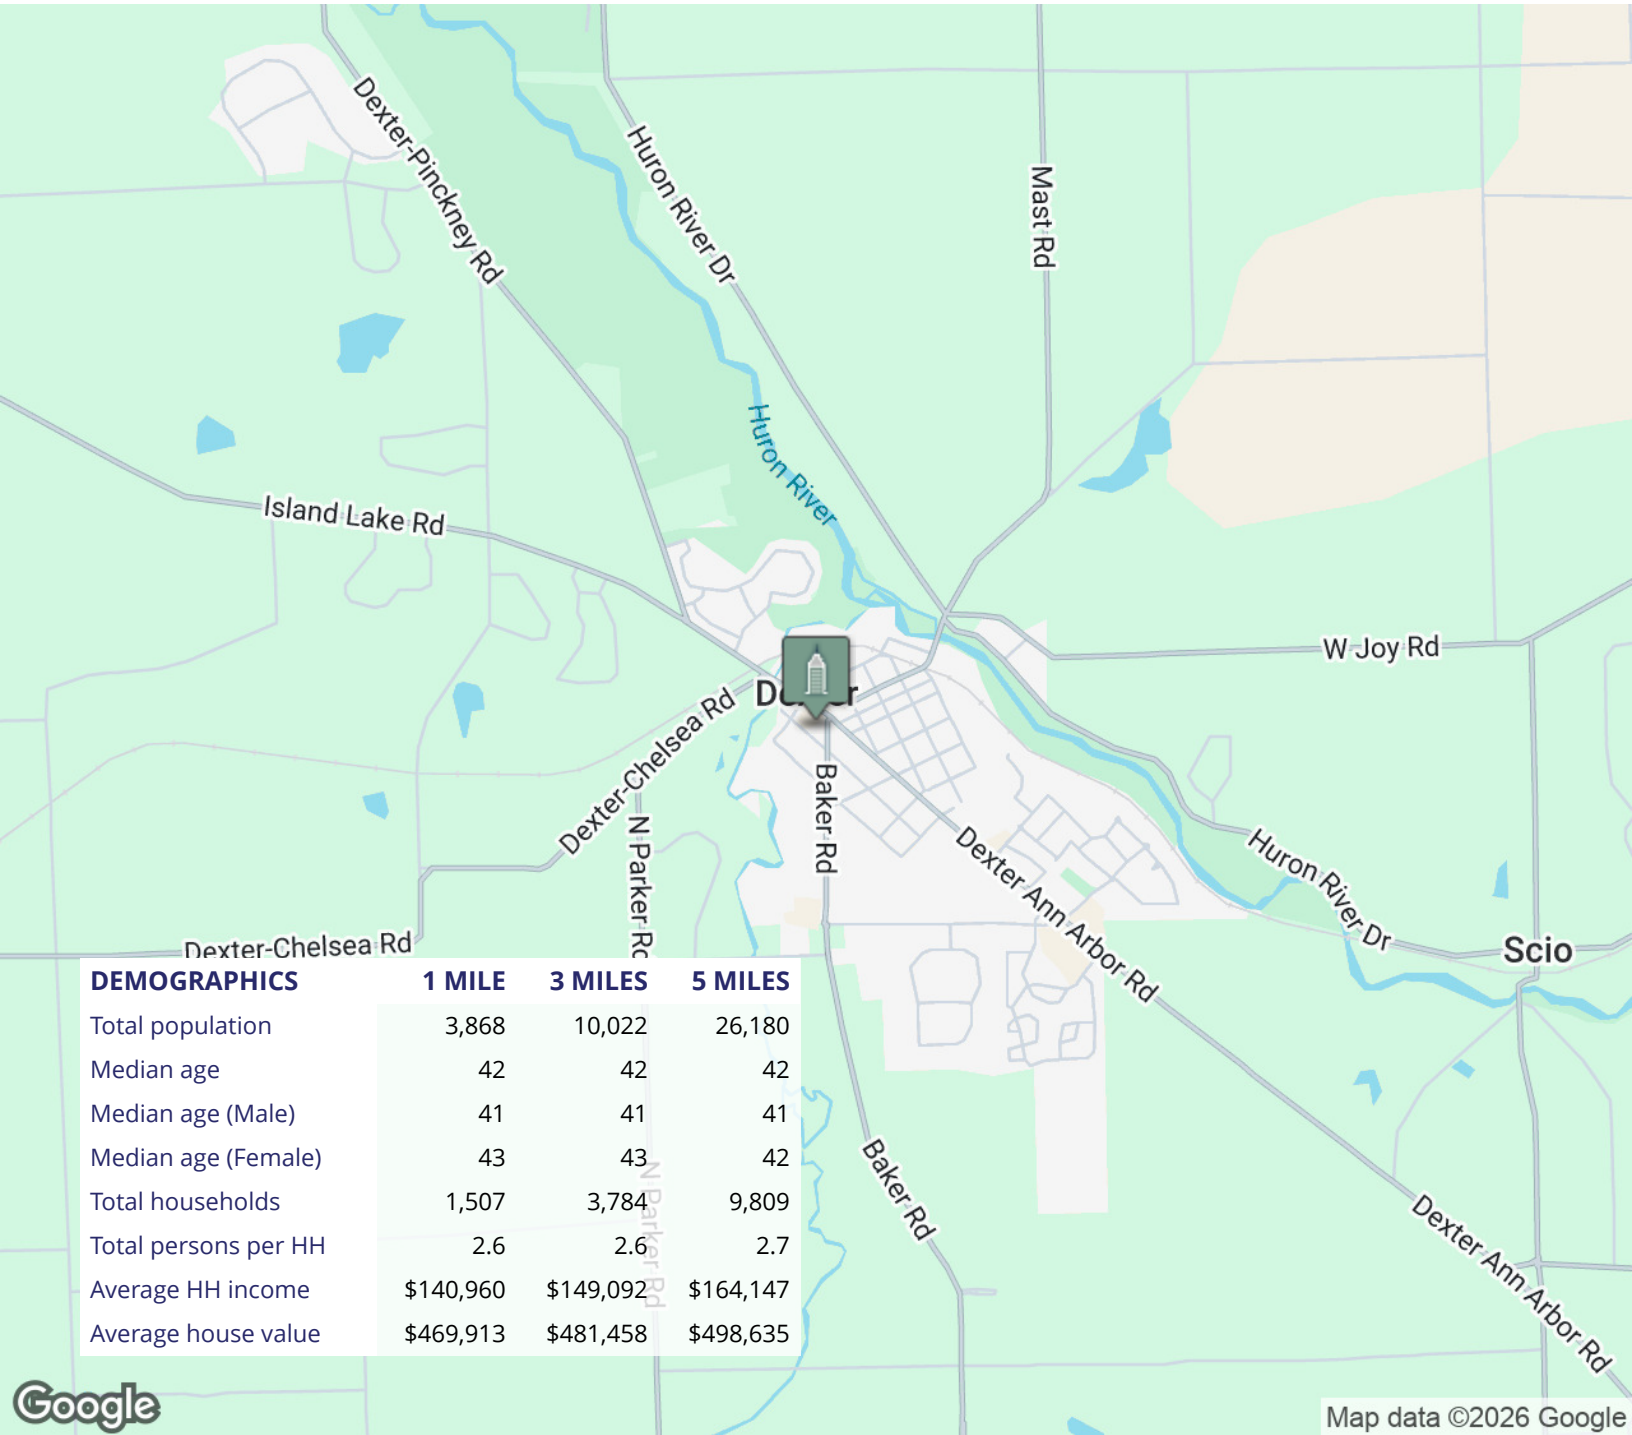 Dexter-Pinckney Rd
Huron River Dr
Mast Rd
Huron River
Island Lake Rd
W Joy Rd
Dexter-Chelsea Rd
Baker Rd
N Parker Rd
Dexter Ann Arbor Rd
Huron River Dr
Dexter-Chelsea Rd
Scio
DEMOGRAPHICS 1 MILE 3 MILES 5 MILES
Total population 3,868 10,022 26,180
Median age 42 42 42
Median age (Male) 41 41 41
Median age (Female) 43 43 42
Total households 1,507 3,784 9,809
Total persons per HH 2.6 2.6 2.7
Average HH income $140,960 $149,092 $164,147
Average house value $469,913 $481,458 $498,635
N Parker Rd
Baker Rd
Dexter Ann Arbor Rd
Google
Map data ©2026 Google